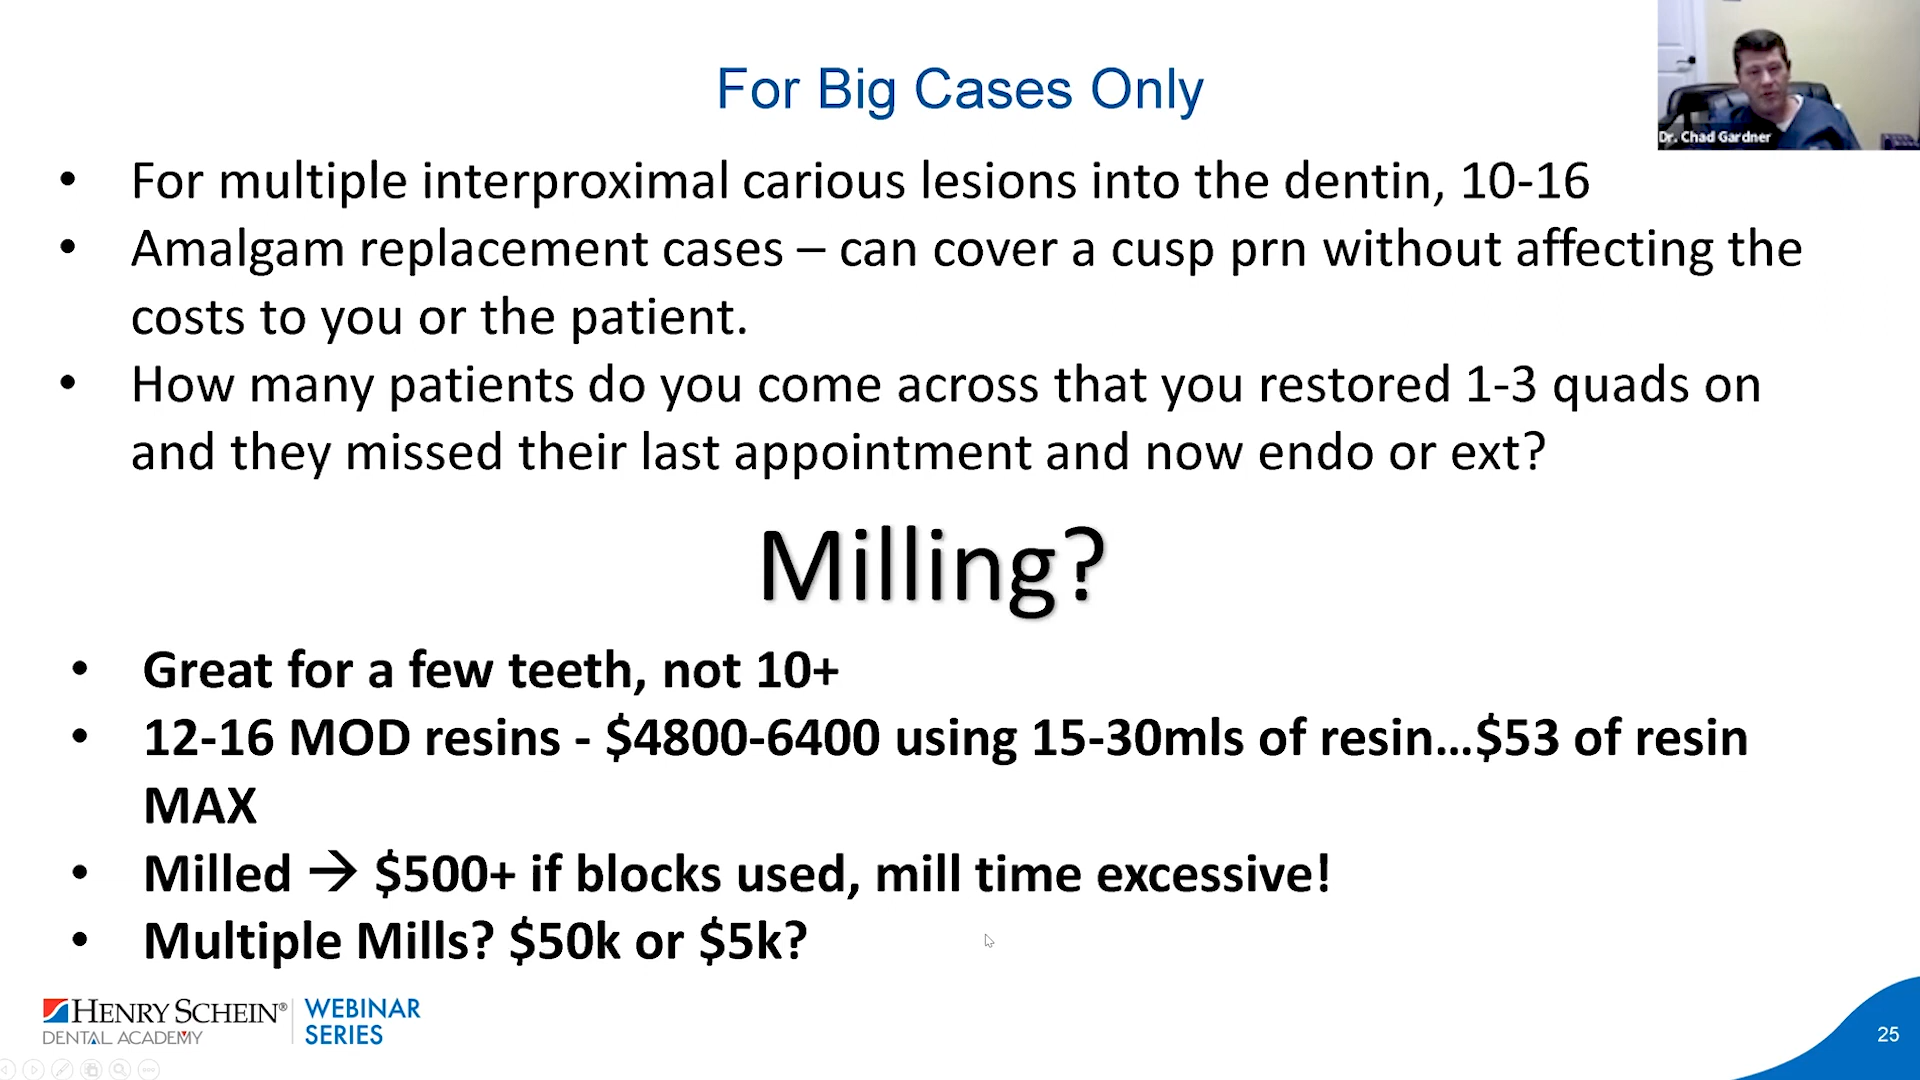 For Big Cases Only
Dr. Chad Gardner
• For multiple interproximal carious lesions into the dentin, 10-16
• Amalgam replacement cases – can cover a cusp prn without affecting the
costs to you or the patient.
• How many patients do you come across that you restored 1-3 quads on
and they missed their last appointment and now endo or ext?
Milling?
• Great for a few teeth, not 10+
• 12-16 MOD resins - $4800-6400 using 15-30mls of resin...$53 of resin
MAX
• Milled → $500+ if blocks used, mill time excessive!
• Multiple Mills? $50k or $5k?
HENRY SCHEIN®
DENTAL ACADEMY
WEBINAR
SERIES
25